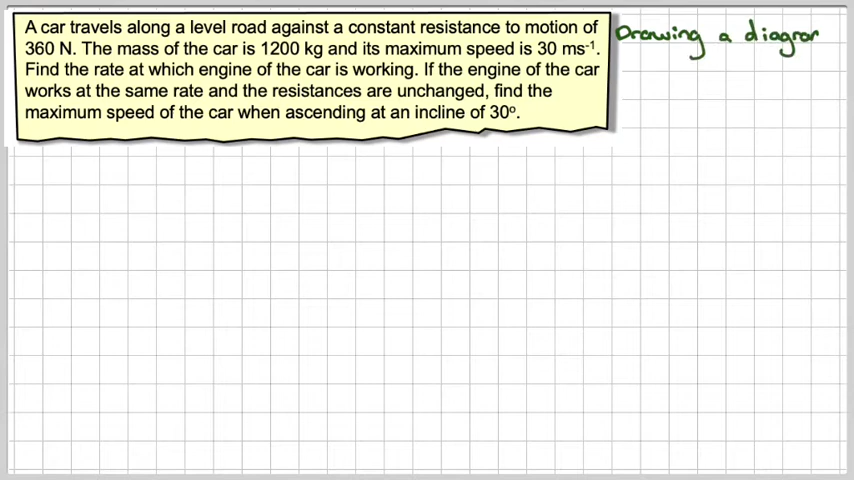 A car travels along a level road against a constant resistance to motion of
360 N. The mass of the car is 1200 kg and its maximum speed is 30 ms⁻¹.
Find the rate at which engine of the car is working. If the engine of the car
works at the same rate and the resistances are unchanged, find the
maximum speed of the car when ascending at an incline of 30º.
Drawing a diagrar